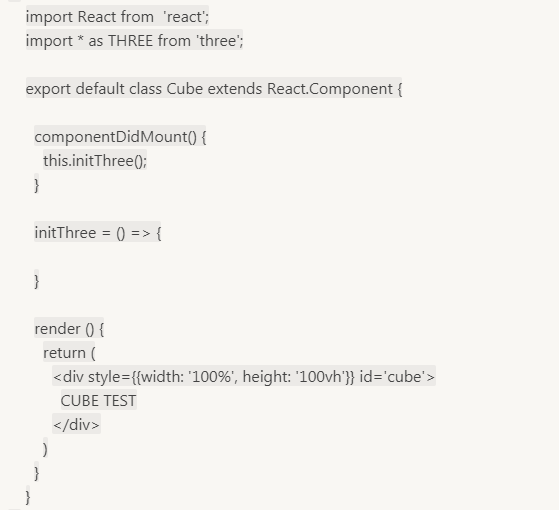 import React from  'react';
import * as THREE from 'three';
export default class Cube extends React.Component {
componentDidMount() {
this.initThree();
}
initThree = () => {
}
render () {
return (
<div style={{width: '100%', height: '100vh'}} id='cube'>
CUBE TEST
</div>
)
}
}